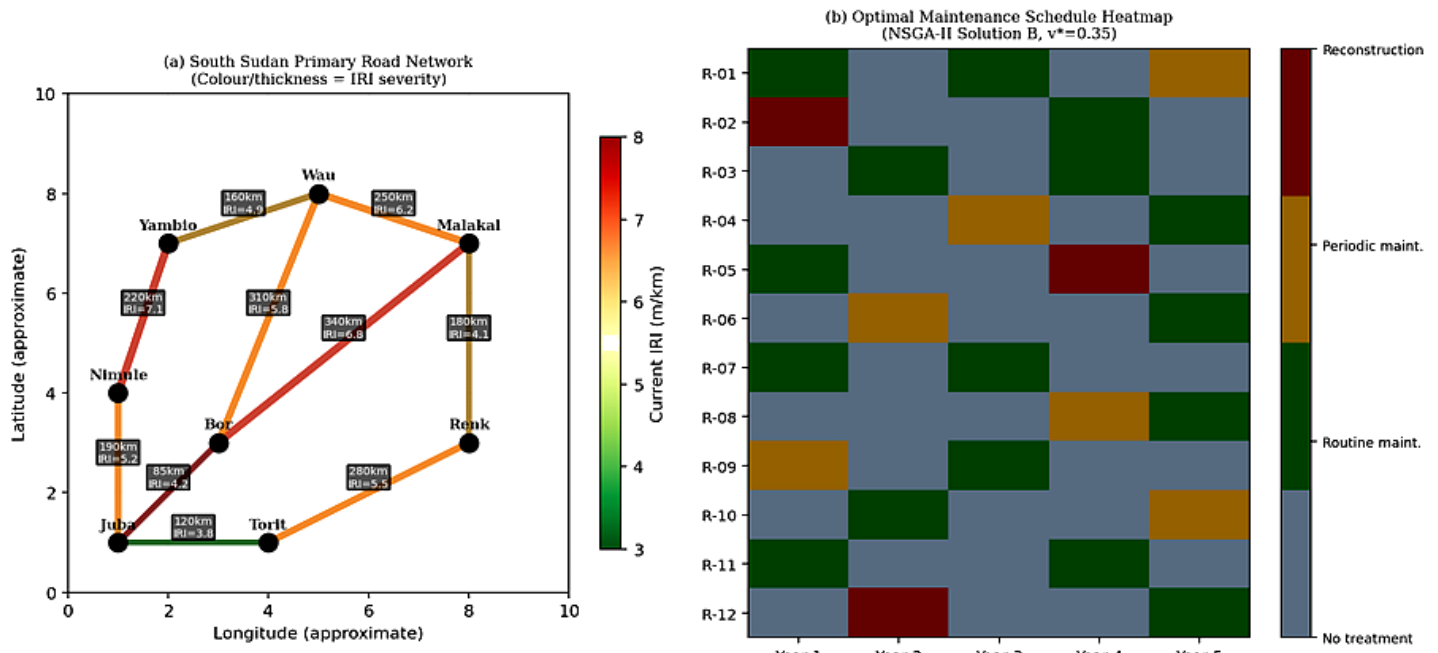 (a) South Sudan Primary Road Network
(Colour/thickness = IRI severity)
10
8
6
4
2
0
0
2
4
6
8
10
Latitude (approximate)
Longitude (approximate)
Wau
160km
IRI=4.9
250km
IRI=6.2
Yambio
Malakal
220km
IRI=7.1
310km
IRI=5.8
340km
IRI=6.8
180km
IRI=4.1
Nimule
Bor
Renk
190km
IRI=5.2
85km
IRI=4.2
280km
IRI=5.5
Juba
120km
IRI=3.8
Torit
8
7
6
5
4
3
Current IRI (m/km)
(b) Optimal Maintenance Schedule Heatmap
(NSGA-II Solution B, v*=0.35)
R-01
R-02
R-03
R-04
R-05
R-06
R-07
R-08
R-09
R-10
R-11
R-12
Reconstruction
Periodic maint.
Routine maint.
No treatment